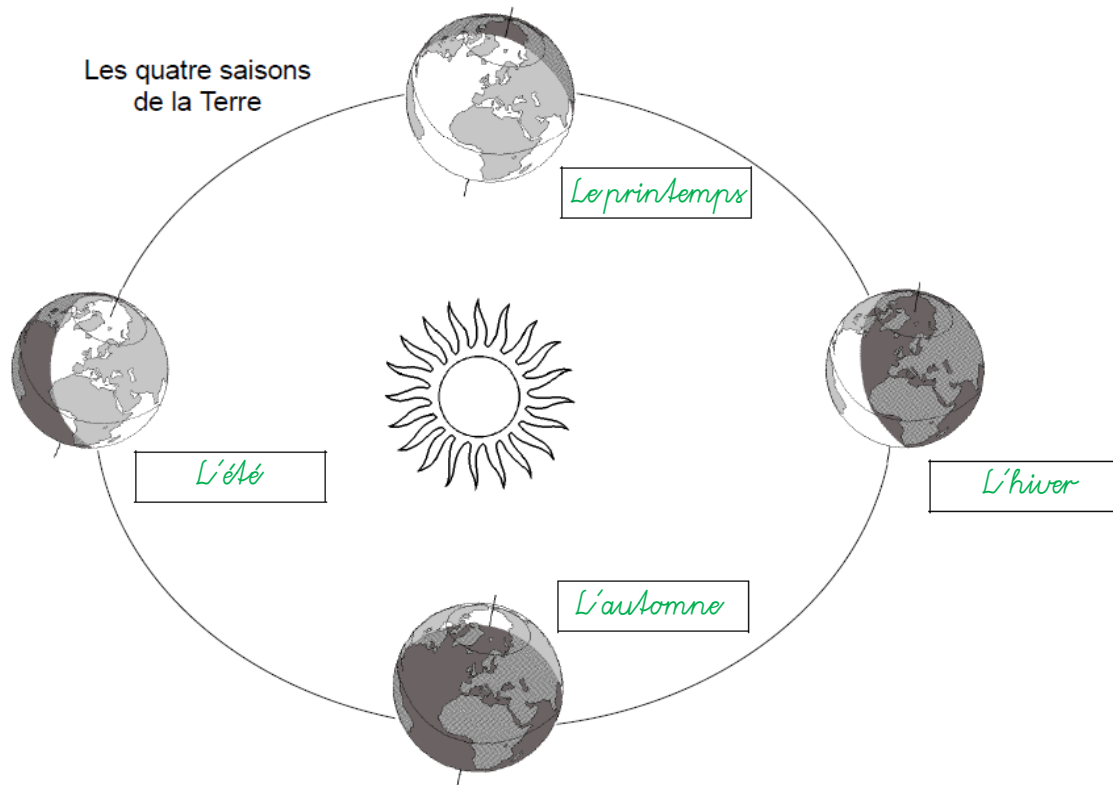 Les quatre saisons
de la Terre
Le printemps
L'été
L'hiver
L'automne